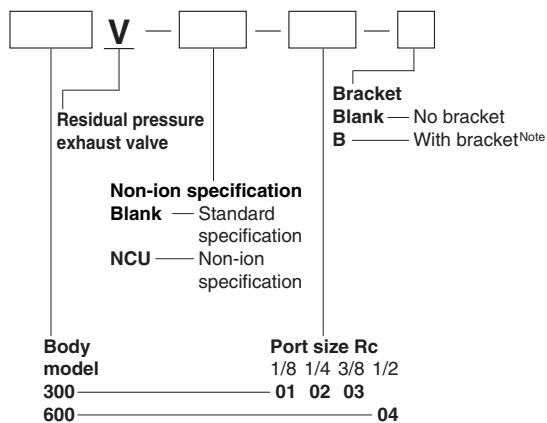 V
Residual pressure
exhaust valve
Bracket
Blank — No bracket
B — With bracket Note
Non-ion specification
Blank — Standard
specification
NCU — Non-ion
specification
Body
model
Port size Rc
1/8 1/4 3/8 1/2
300 — 01 02 03
600 — 04